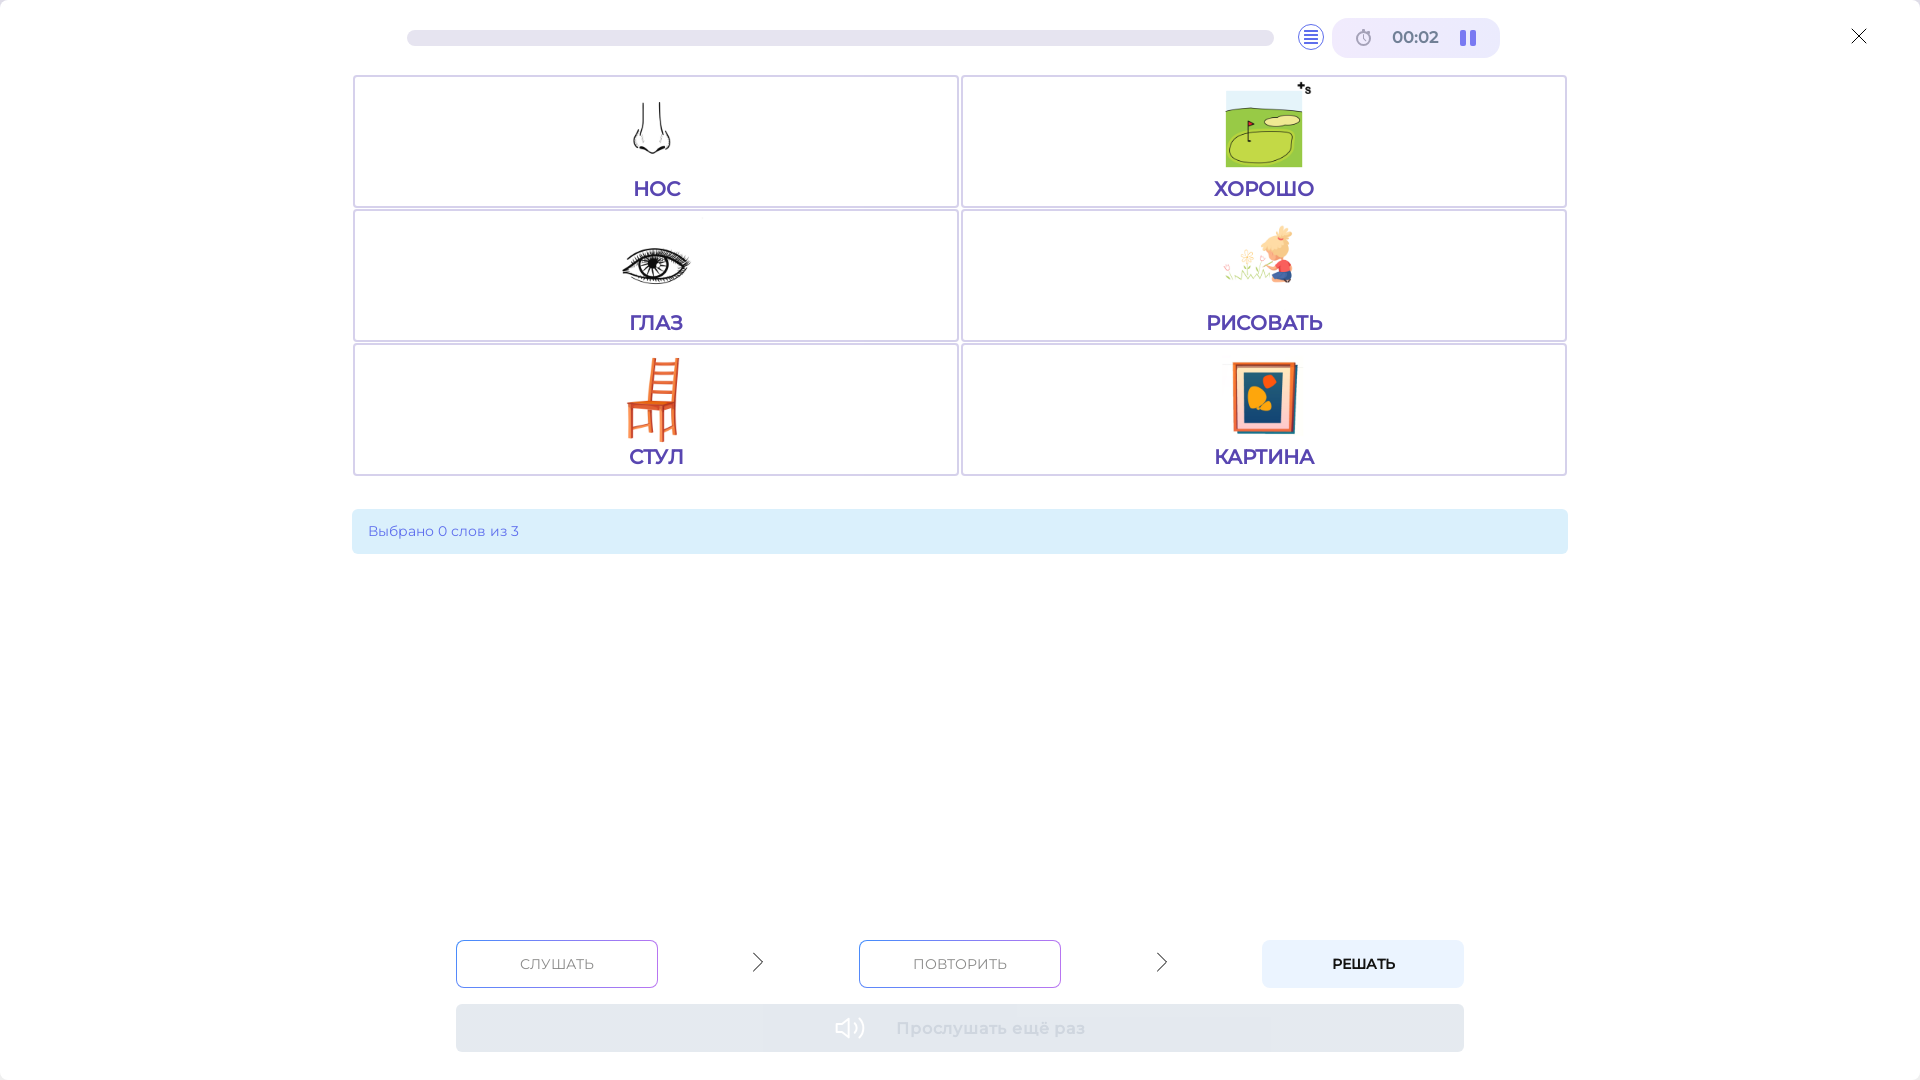 00:02
+s
НОС
ХОРОШО
ГЛАЗ
РИСОВАТЬ
СТУЛ
КАРТИНА
Выбрано 0 слов из 3
СЛУШАТЬ
ПОВТОРИТЬ
РЕШАТЬ
Прослушать ещё раз